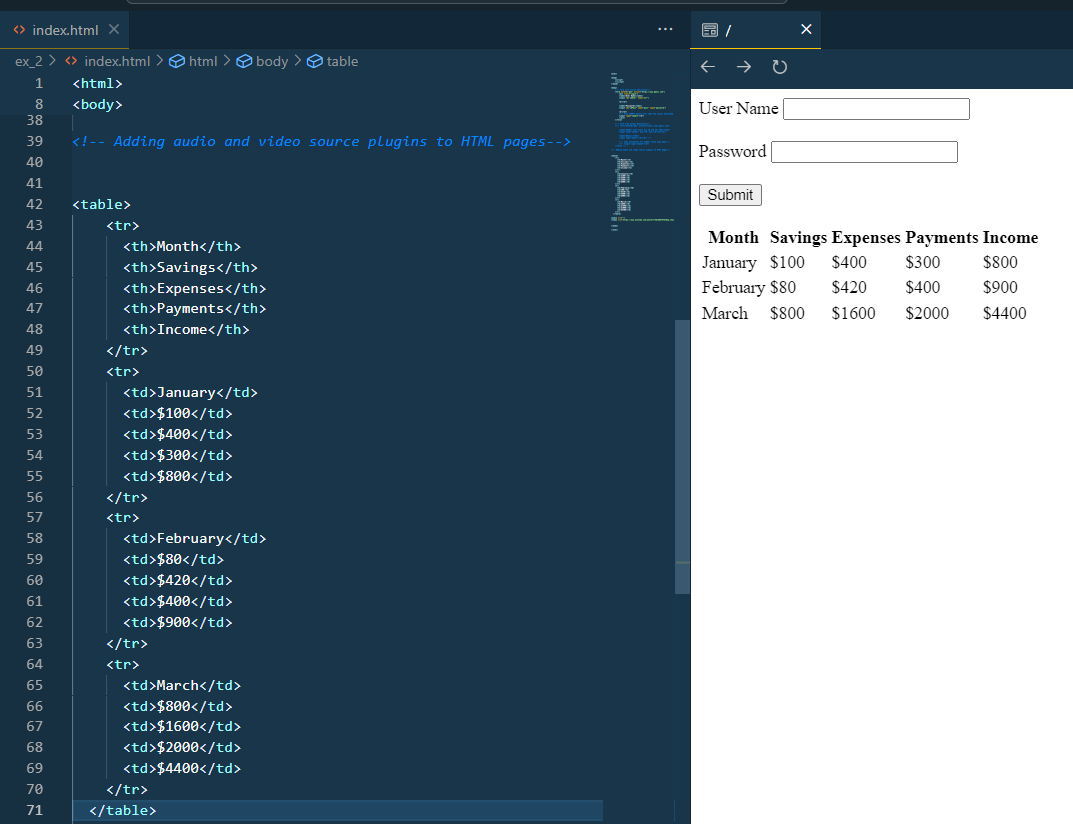 index.html
/
ex_2 > index.html > html > body > table
1 <html>
8 <body>
38
39 <!-- Adding audio and video source plugins to HTML pages-->
40
41
42 <table>
43 <tr>
44 <th>Month</th>
45 <th>Savings</th>
46 <th>Expenses</th>
47 <th>Payments</th>
48 <th>Income</th>
49 </tr>
50 <tr>
51 <td>January</td>
52 <td>$100</td>
53 <td>$400</td>
54 <td>$300</td>
55 <td>$800</td>
56 </tr>
57 <tr>
58 <td>February</td>
59 <td>$80</td>
60 <td>$420</td>
61 <td>$400</td>
62 <td>$900</td>
63 </tr>
64 <tr>
65 <td>March</td>
66 <td>$800</td>
67 <td>$1600</td>
68 <td>$2000</td>
69 <td>$4400</td>
70 </tr>
71 </table>
User Name
Password
Submit
Month Savings Expenses Payments Income
January $100 $400 $300 $800
February $80 $420 $400 $900
March $800 $1600 $2000 $4400